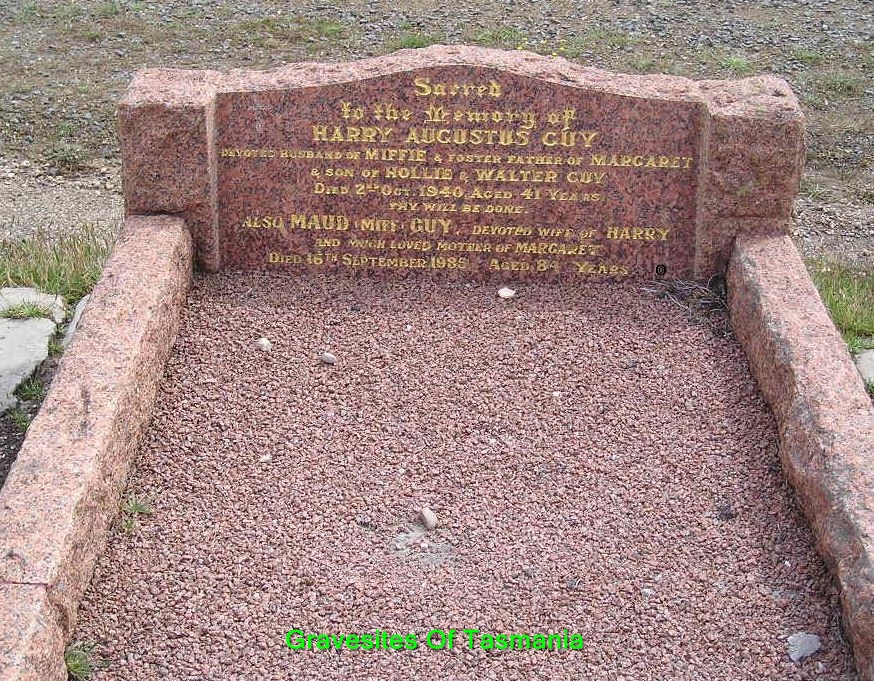 Sacred
to the Memory of
HARRY AUGUSTUS GUY
DEVOTED HUSBAND OF MIFFIE & FOSTER FATHER OF MARGARET
& SON OF HOLLIE & WALTER GUY
DIED 2ND OCT 1940. AGED 41 YEARS.
THY WILL BE DONE.
ALSO MAUD (MIFF) GUY, DEVOTED WIFE OF HARRY
AND MUCH LOVED MOTHER OF MARGARET
DIED 16TH SEPTEMBER 1985 AGED 84 YEARS
Gravesites Of Tasmania